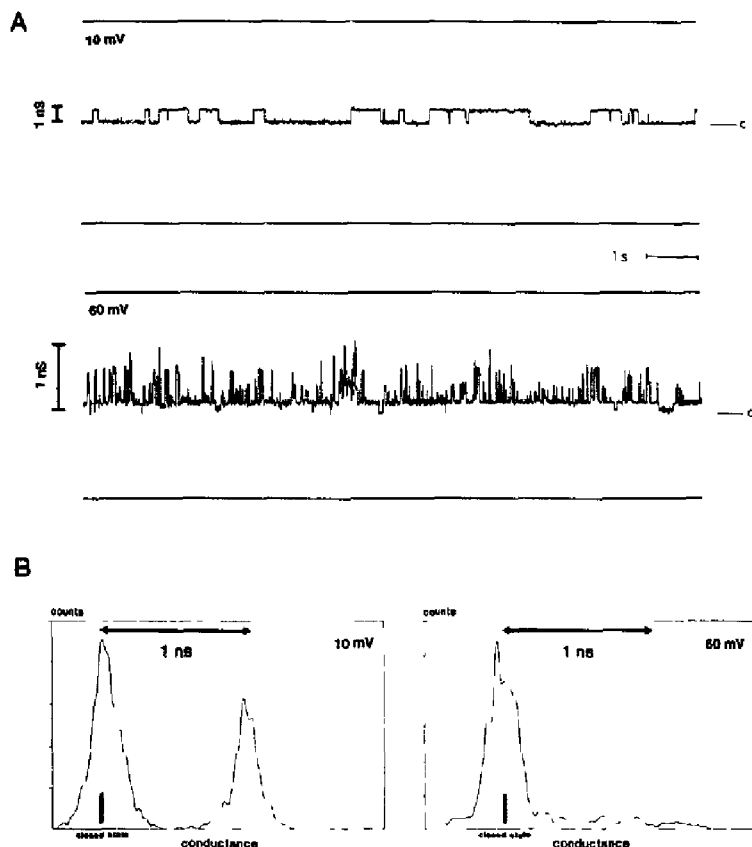 A
10 mV
1 nS
c
1 s
60 mV
1 nS
c
B
counts
1 ns
10 mV
closed state
conductance
counts
1 ns
60 mV
closed state
conductance